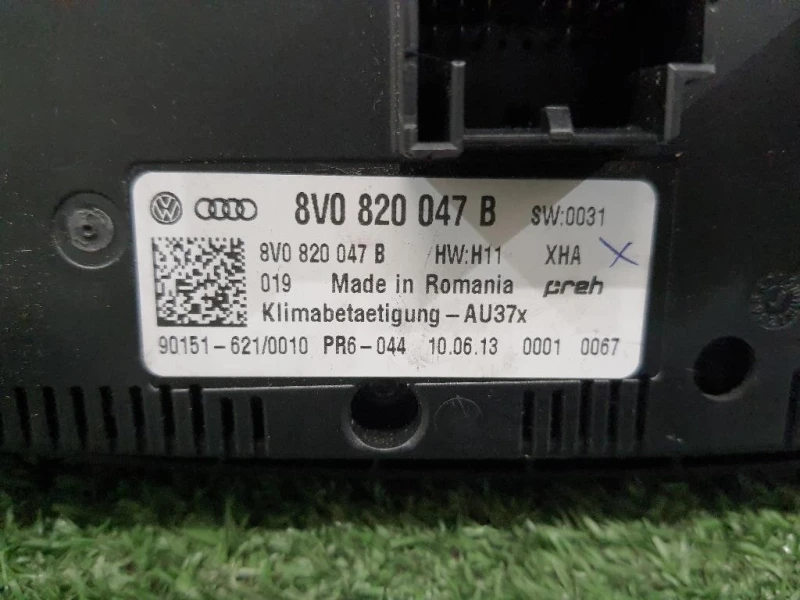 8V0 820 047 B SW:0031
8V0 820 047 B HW:H11 XHA X
019 Made in Romania preh
Klimabetaetigung-AU37x
90151-621/0010 PR6-044 10.06.13 0001 0067